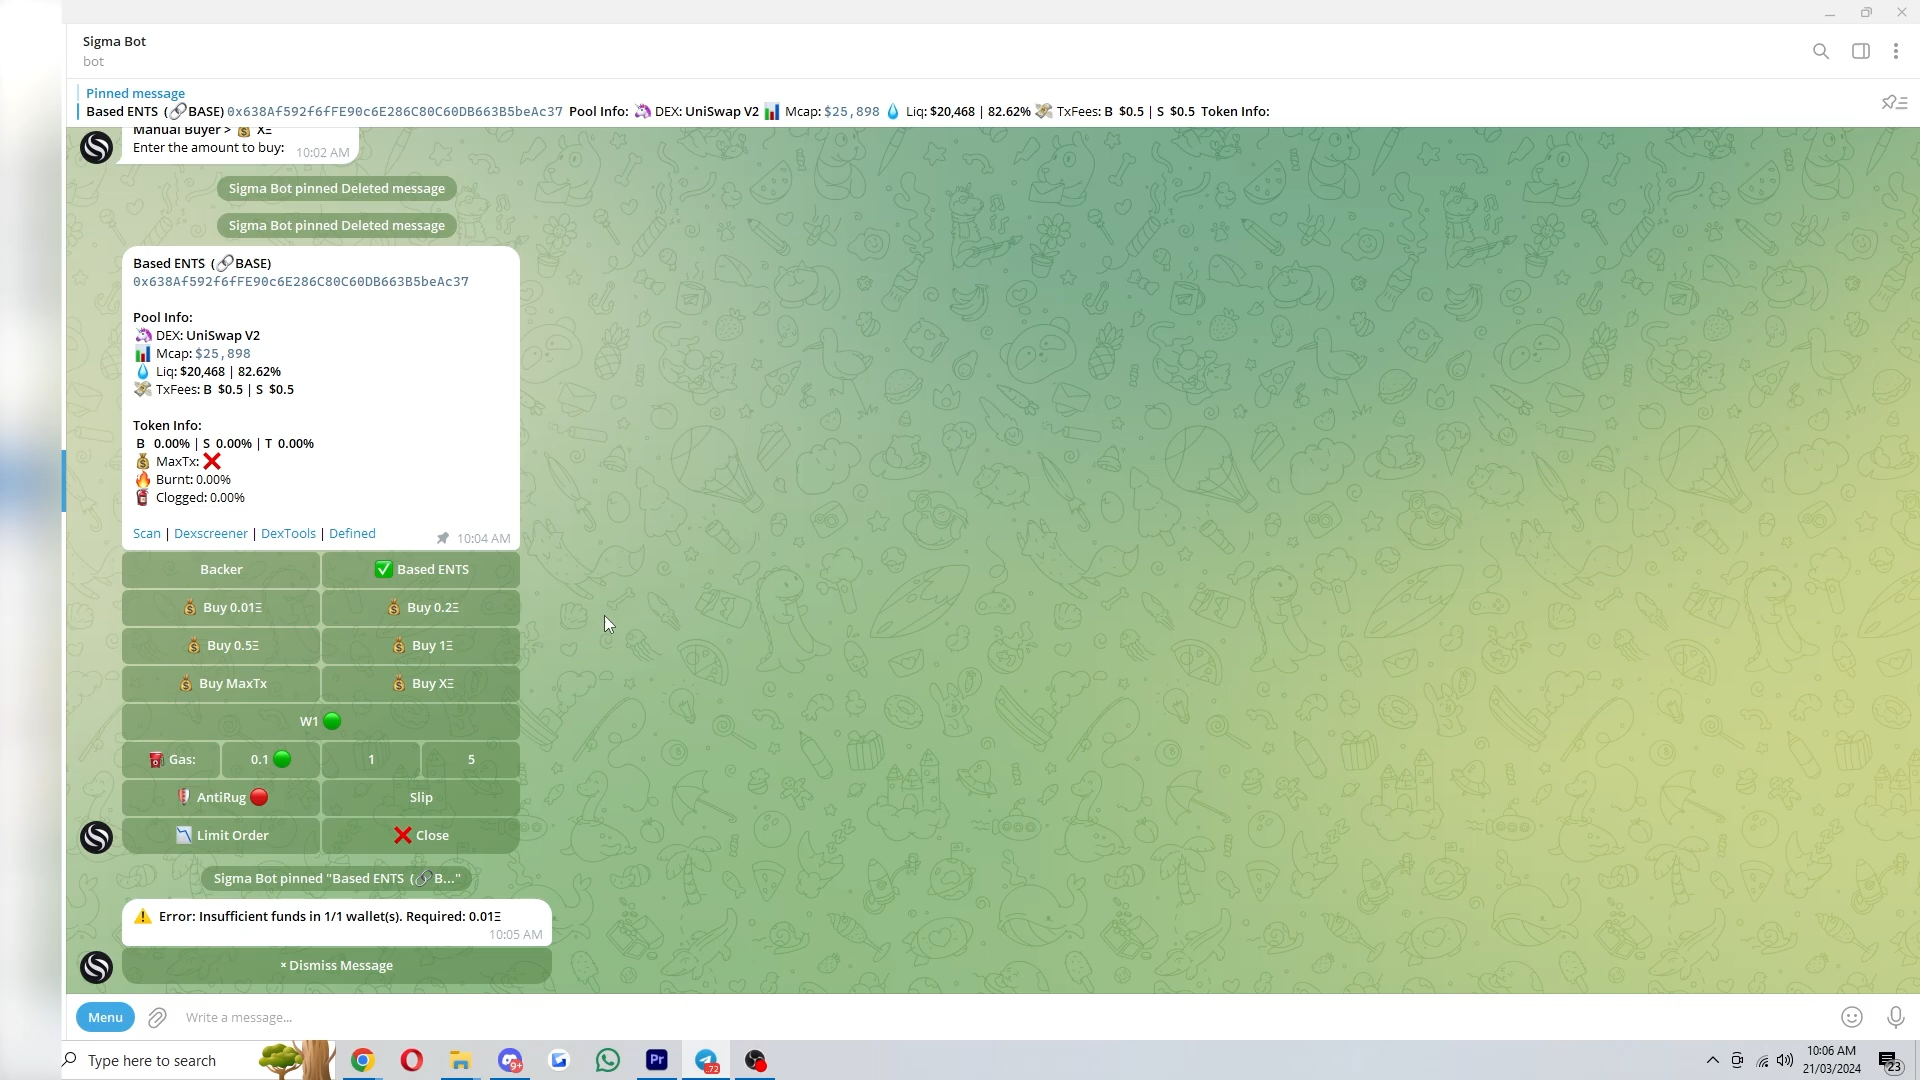 Sigma Bot
bot
Pinned message
Based ENTS (🔗BASE) 0x638Af592f6fFE90c6E286C80C60DB663B5beAc37 Pool Info: 🦄 DEX: UniSwap V2 📊 Mcap: $25,898 💧 Liq: $20,468 | 82.62% 💸 TxFees: B $0.5 | S $0.5 Token Info:
Manual Buyer > 💰 XΞ
Enter the amount to buy: 10:02 AM
Sigma Bot pinned Deleted message
Sigma Bot pinned Deleted message
Based ENTS (🔗BASE)
0x638Af592f6fFE90c6E286C80C60DB663B5beAc37
Pool Info:
🦄 DEX: UniSwap V2
📊 Mcap: $25,898
💧 Liq: $20,468 | 82.62%
💸 TxFees: B $0.5 | S $0.5
Token Info:
B 0.00% | S 0.00% | T 0.00%
💰 MaxTx: ❌
🔥 Burnt: 0.00%
🧯 Clogged: 0.00%
Scan | Dexscreener | DexTools | Defined 10:04 AM
Backer ✅ Based ENTS
💰 Buy 0.01Ξ 💰 Buy 0.2Ξ
💰 Buy 0.5Ξ 💰 Buy 1Ξ
💰 Buy MaxTx 💰 Buy XΞ
W1 🟢
⛽ Gas: 0.1 🟢 1 5
🛡 AntiRug 🔴 Slip
📉 Limit Order ❌ Close
Sigma Bot pinned "Based ENTS (🔗B..."
⚠️ Error: Insufficient funds in 1/1 wallet(s). Required: 0.01Ξ
10:05 AM
× Dismiss Message
Menu Write a message...
Type here to search 9+ Pr ..72 10:06 AM
21/03/2024 23